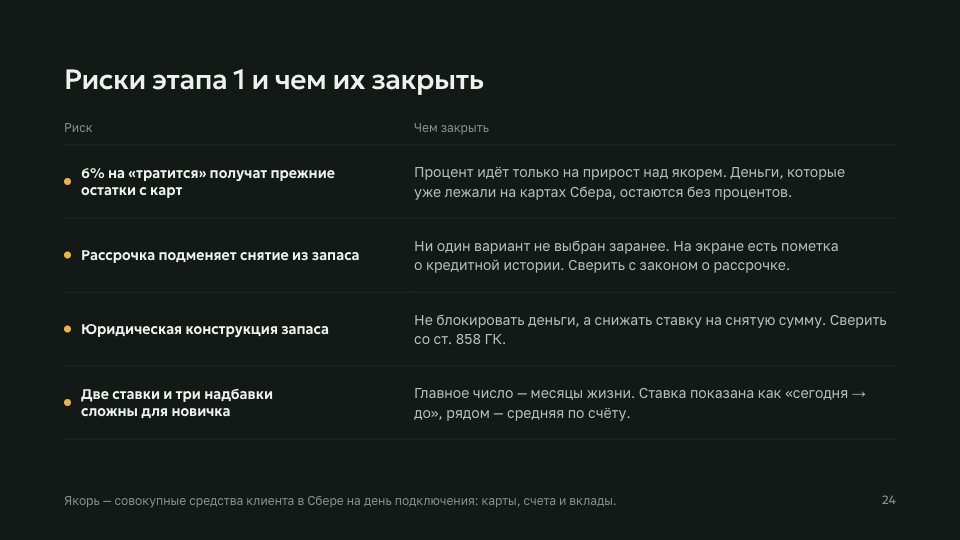 Риски этапа 1 и чем их закрыть
Риск
Чем закрыть
6% на «тратится» получат прежние
остатки с карт
Процент идёт только на прирост над якорем. Деньги, которые
уже лежали на картах Сбера, остаются без процентов.
Рассрочка подменяет снятие из запаса
Ни один вариант не выбран заранее. На экране есть пометка
о кредитной истории. Сверить с законом о рассрочке.
Юридическая конструкция запаса
Не блокировать деньги, а снижать ставку на снятую сумму. Сверить
со ст. 858 ГК.
Две ставки и три надбавки
сложны для новичка
Главное число — месяцы жизни. Ставка показана как «сегодня →
до», рядом — средняя по счёту.
Якорь — совокупные средства клиента в Сбере на день подключения: карты, счета и вклады.
24